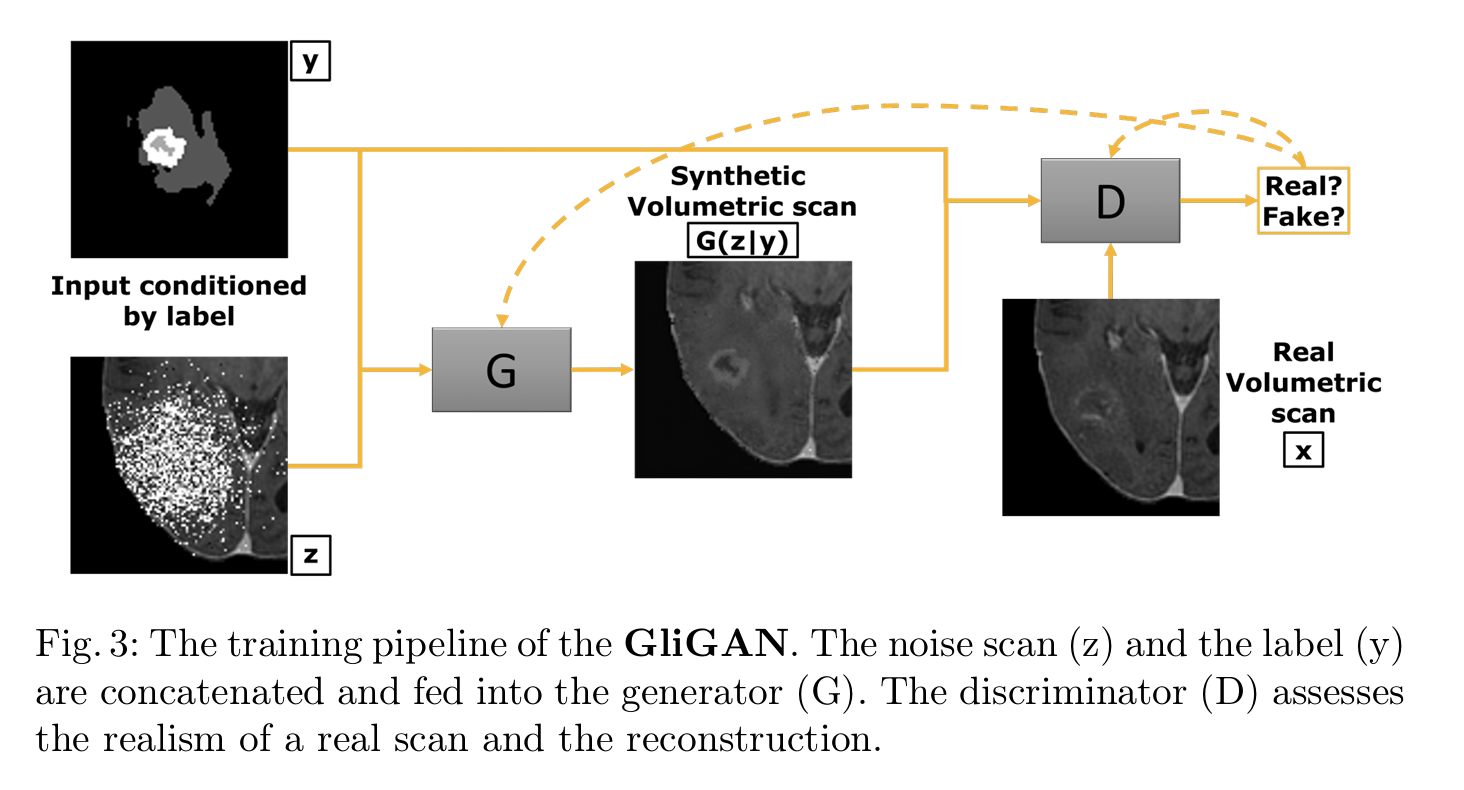 y
Input conditioned
by label
z
G
Synthetic
Volumetric scan
G(z|y)
D
Real?
Fake?
Real
Volumetric
scan
x
Fig. 3: The training pipeline of the GliGAN. The noise scan (z) and the label (y)
are concatenated and fed into the generator (G). The discriminator (D) assesses
the realism of a real scan and the reconstruction.